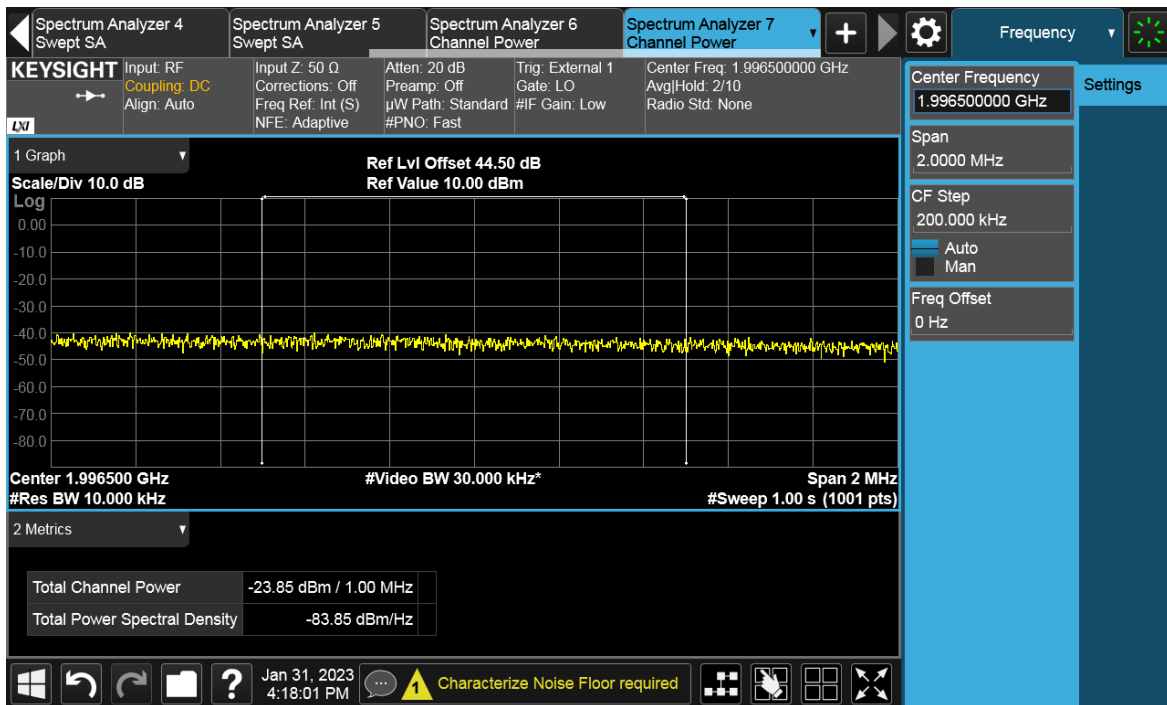 Spectrum Analyzer 4
Swept SA
Spectrum Analyzer 5
Swept SA
Spectrum Analyzer 6
Channel Power
Spectrum Analyzer 7
Channel Power
Frequency
KEYSIGHT
LXI
Input: RF
Coupling: DC
Align: Auto
Input Z: 50 Ω
Corrections: Off
Freq Ref: Int (S)
NFE: Adaptive
Atten: 20 dB
Preamp: Off
µW Path: Standard
#PNO: Fast
Trig: External 1
Gate: LO
#IF Gain: Low
Center Freq: 1.996500000 GHz
Avg|Hold: 2/10
Radio Std: None
Center Frequency
1.996500000 GHz
Settings
Span
2.0000 MHz
CF Step
200.000 kHz
Auto
Man
Freq Offset
0 Hz
1 Graph
Scale/Div 10.0 dB
Ref Lvl Offset 44.50 dB
Ref Value 10.00 dBm
Log
0.00
-10.0
-20.0
-30.0
-40.0
-50.0
-60.0
-70.0
-80.0
Center 1.996500 GHz
#Video BW 30.000 kHz*
Span 2 MHz
#Res BW 10.000 kHz
#Sweep 1.00 s (1001 pts)
2 Metrics
Total Channel Power -23.85 dBm / 1.00 MHz
Total Power Spectral Density -83.85 dBm/Hz
?
Jan 31, 2023
4:18:01 PM
1
Characterize Noise Floor required